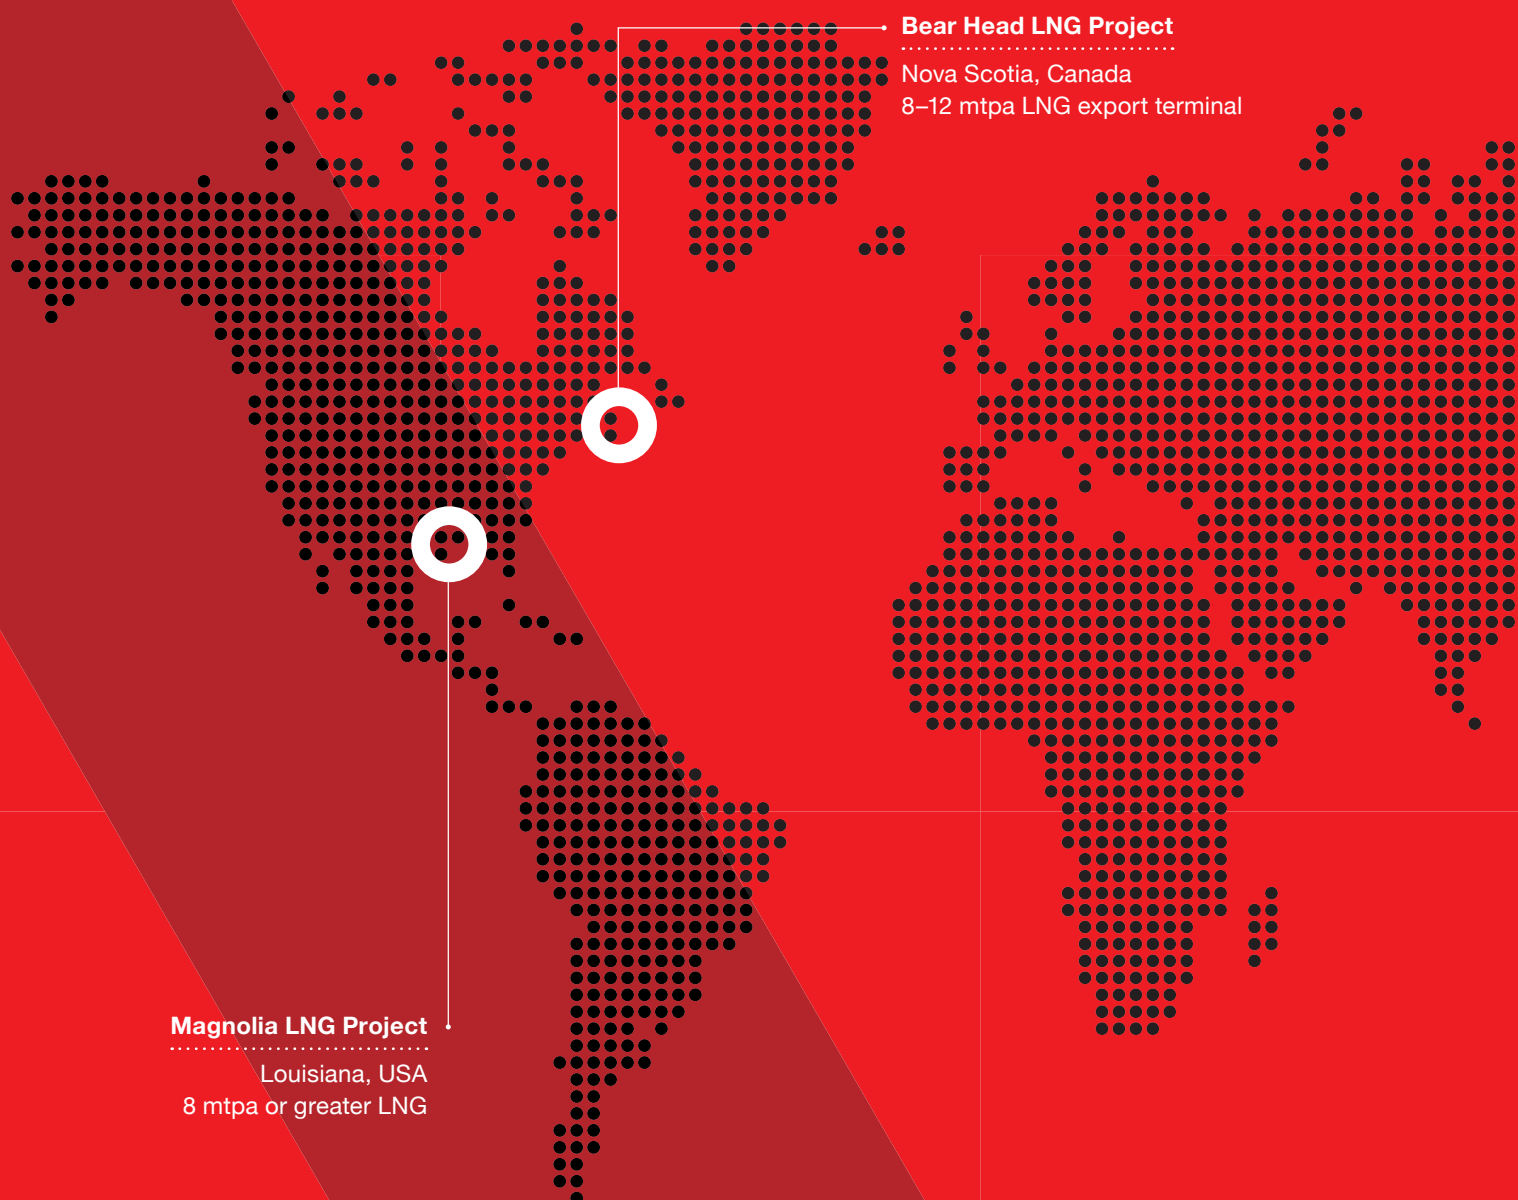 Bear Head LNG Project
Nova Scotia, Canada
8–12 mtpa LNG export terminal
Magnolia LNG Project
Louisiana, USA
8 mtpa or greater LNG